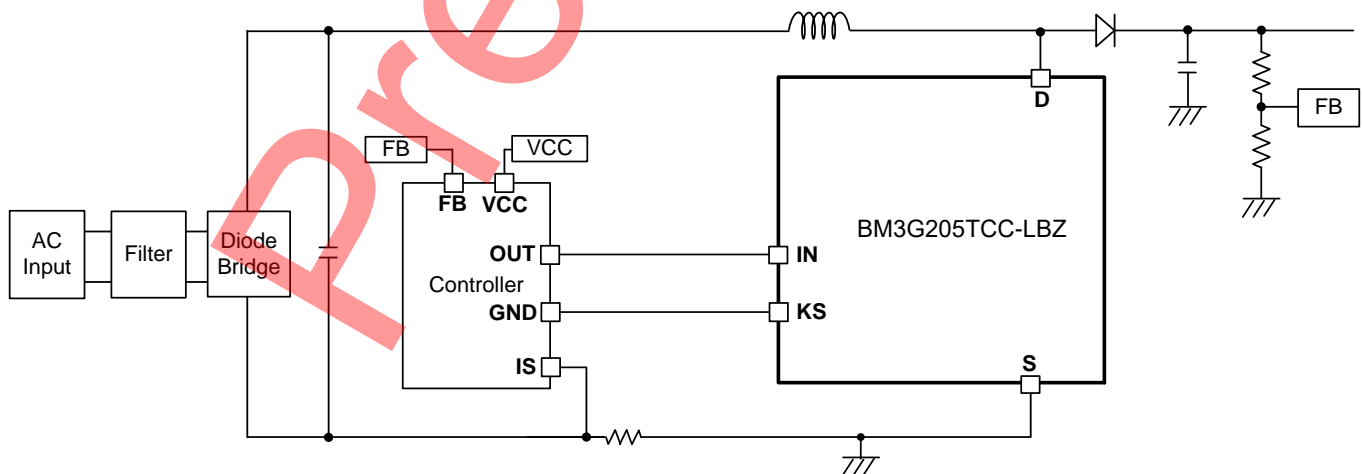 D
FB
FB
VCC
FB
VCC
AC
Input
Filter
Diode
Bridge
OUT
Controller
GND
IS
IN
KS
BM3G205TCC-LBZ
S
Pre